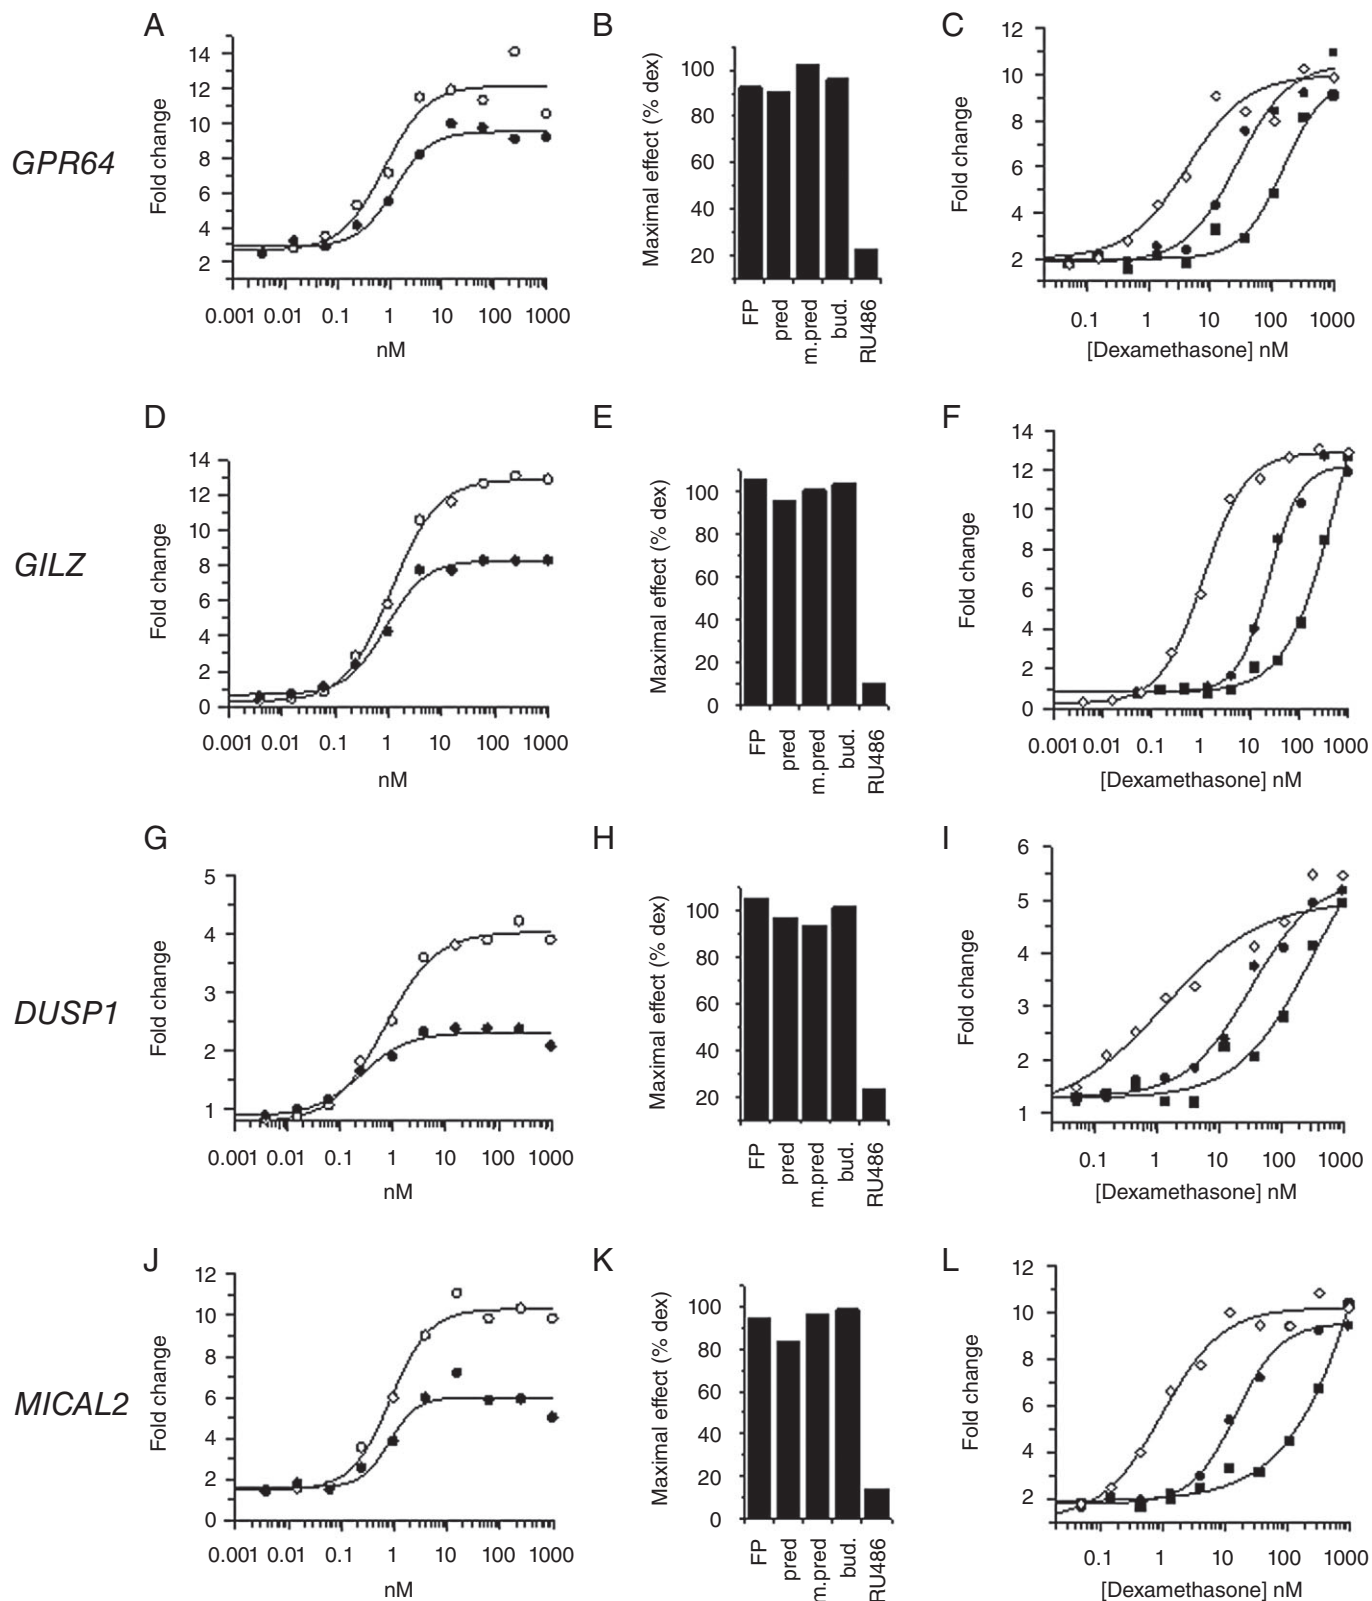 A
B
C
GPR64
Fold change
14
12
10
8
6
4
2
0.001 0.01 0.1 1 10 100 1000
nM
Maximal effect (% dex)
100
80
60
40
20
FP
pred
m.pred
bud.
RU486
Fold change
12
10
8
6
4
2
0.1 1 10 100 1000
[Dexamethasone] nM
D
E
F
GILZ
Fold change
14
12
10
8
6
4
2
0
0.001 0.01 0.1 1 10 100 1000
nM
Maximal effect (% dex)
100
80
60
40
20
0
FP
pred
m.pred
bud.
RU486
Fold change
14
12
10
8
6
4
2
0
0.001 0.01 0.1 1 10 100 1000
[Dexamethasone] nM
G
H
I
DUSP1
Fold change
5
4
3
2
1
0.001 0.01 0.1 1 10 100 1000
nM
Maximal effect (% dex)
100
80
60
40
20
FP
pred
m.pred
bud.
RU486
Fold change
6
5
4
3
2
1
0.1 1 10 100 1000
[Dexamethasone] nM
J
K
L
MICAL2
Fold change
12
10
8
6
4
2
0
0.001 0.01 0.1 1 10 100 1000
nM
Maximal effect (% dex)
100
80
60
40
20
0
FP
pred
m.pred
bud.
RU486
Fold change
12
10
8
6
4
2
0.1 1 10 100 1000
[Dexamethasone] nM